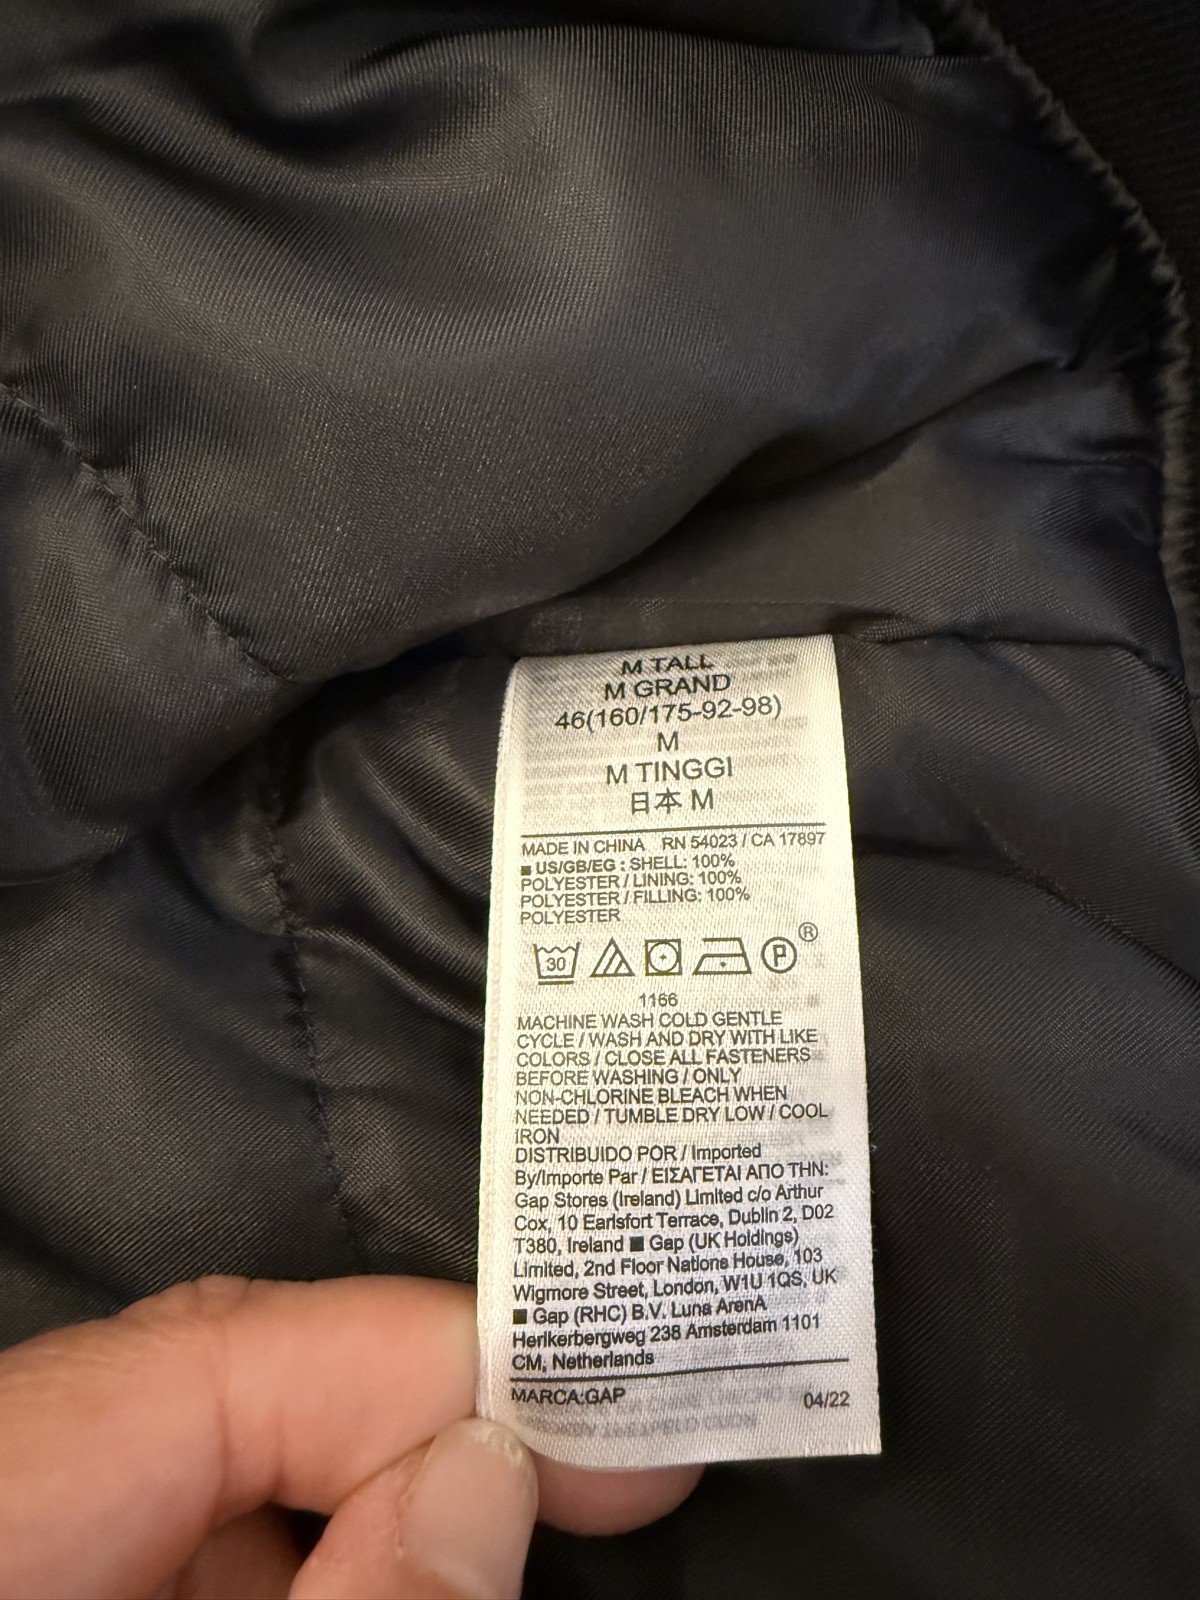 M TALL
M GRAND
46(160/175-92-98)
M
M TINGGI
日本 M
MADE IN CHINA RN 54023 / CA 17897
■ US/GB/EG : SHELL: 100%
POLYESTER / LINING: 100%
POLYESTER / FILLING: 100%
POLYESTER
30 P ®
1166
MACHINE WASH COLD GENTLE
CYCLE / WASH AND DRY WITH LIKE
COLORS / CLOSE ALL FASTENERS
BEFORE WASHING / ONLY
NON-CHLORINE BLEACH WHEN
NEEDED / TUMBLE DRY LOW / COOL
IRON
DISTRIBUIDO POR / Imported
By/Importe Par / ΕΙΣΑΓΕΤΑΙ ΑΠΟ ΤΗΝ:
Gap Stores (Ireland) Limited c/o Arthur
Cox, 10 Earlsfort Terrace, Dublin 2, D02
T380, Ireland ■ Gap (UK Holdings)
Limited, 2nd Floor Nations House, 103
Wigmore Street, London, W1U 1QS, UK
■ Gap (RHC) B.V. Luna ArenA
Herikerbergweg 238 Amsterdam 1101
CM, Netherlands
MARCA:GAP 04/22